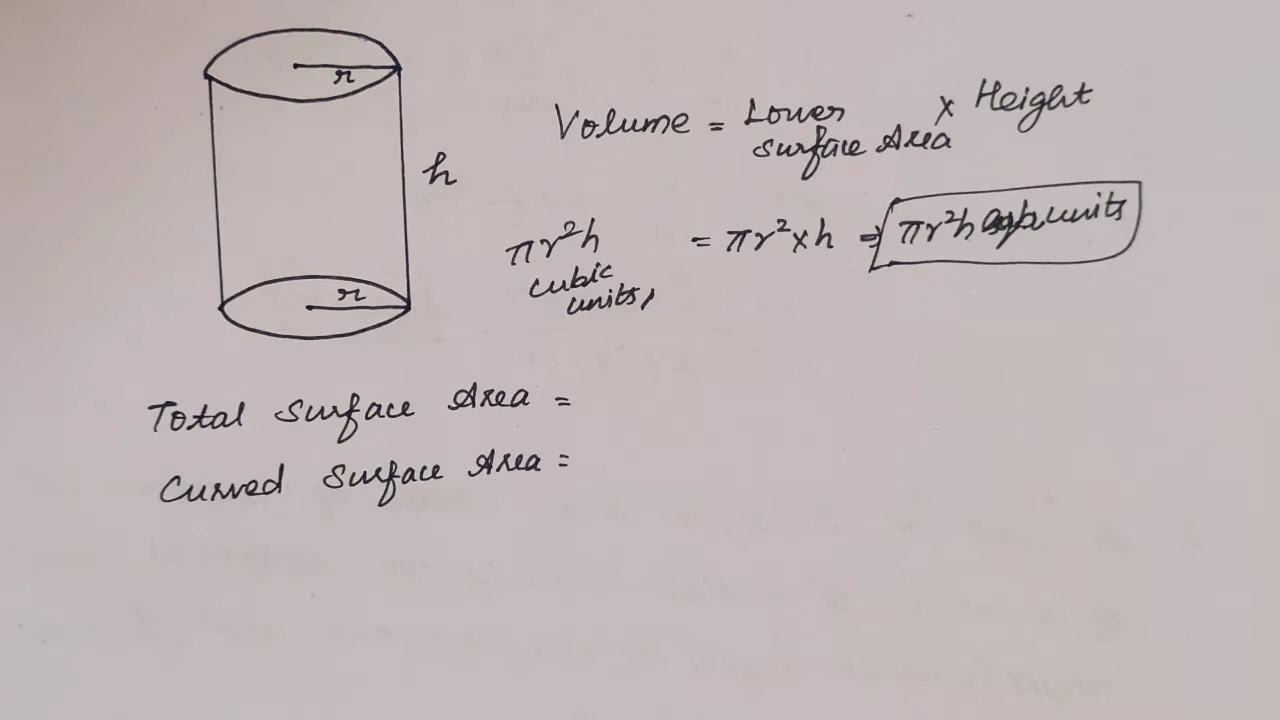 r
h
r
Volume = Lower surface Area × Height
πr²h cubic units,
= πr²×h ⇒ πr²h units
Total Surface Area =
Curved Surface Area =